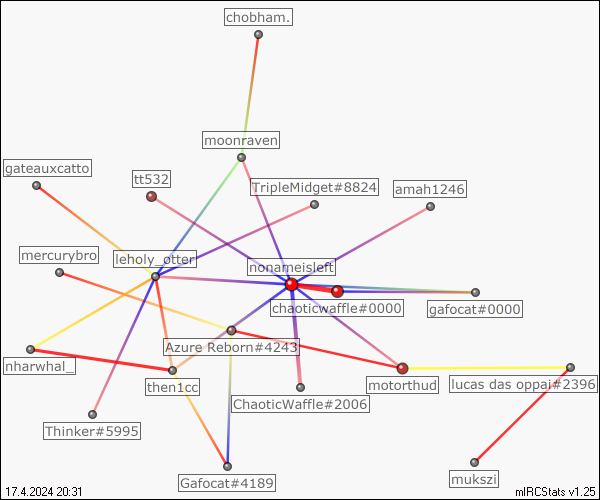 chobham.
moonraven
gateauxcatto
tt532
TripleMidget#8824
amah1246
mercurybro
leholy_otter
nonameisleft
chaoticwaffle#0000
gafocat#0000
Azure Reborn#4243
nharwhal_
then1cc
motorthud
lucas das oppai#2396
ChaoticWaffle#2006
Thinker#5995
Gafocat#4189
mukszi
17.4.2024 20:31
mIRCStats v1.25